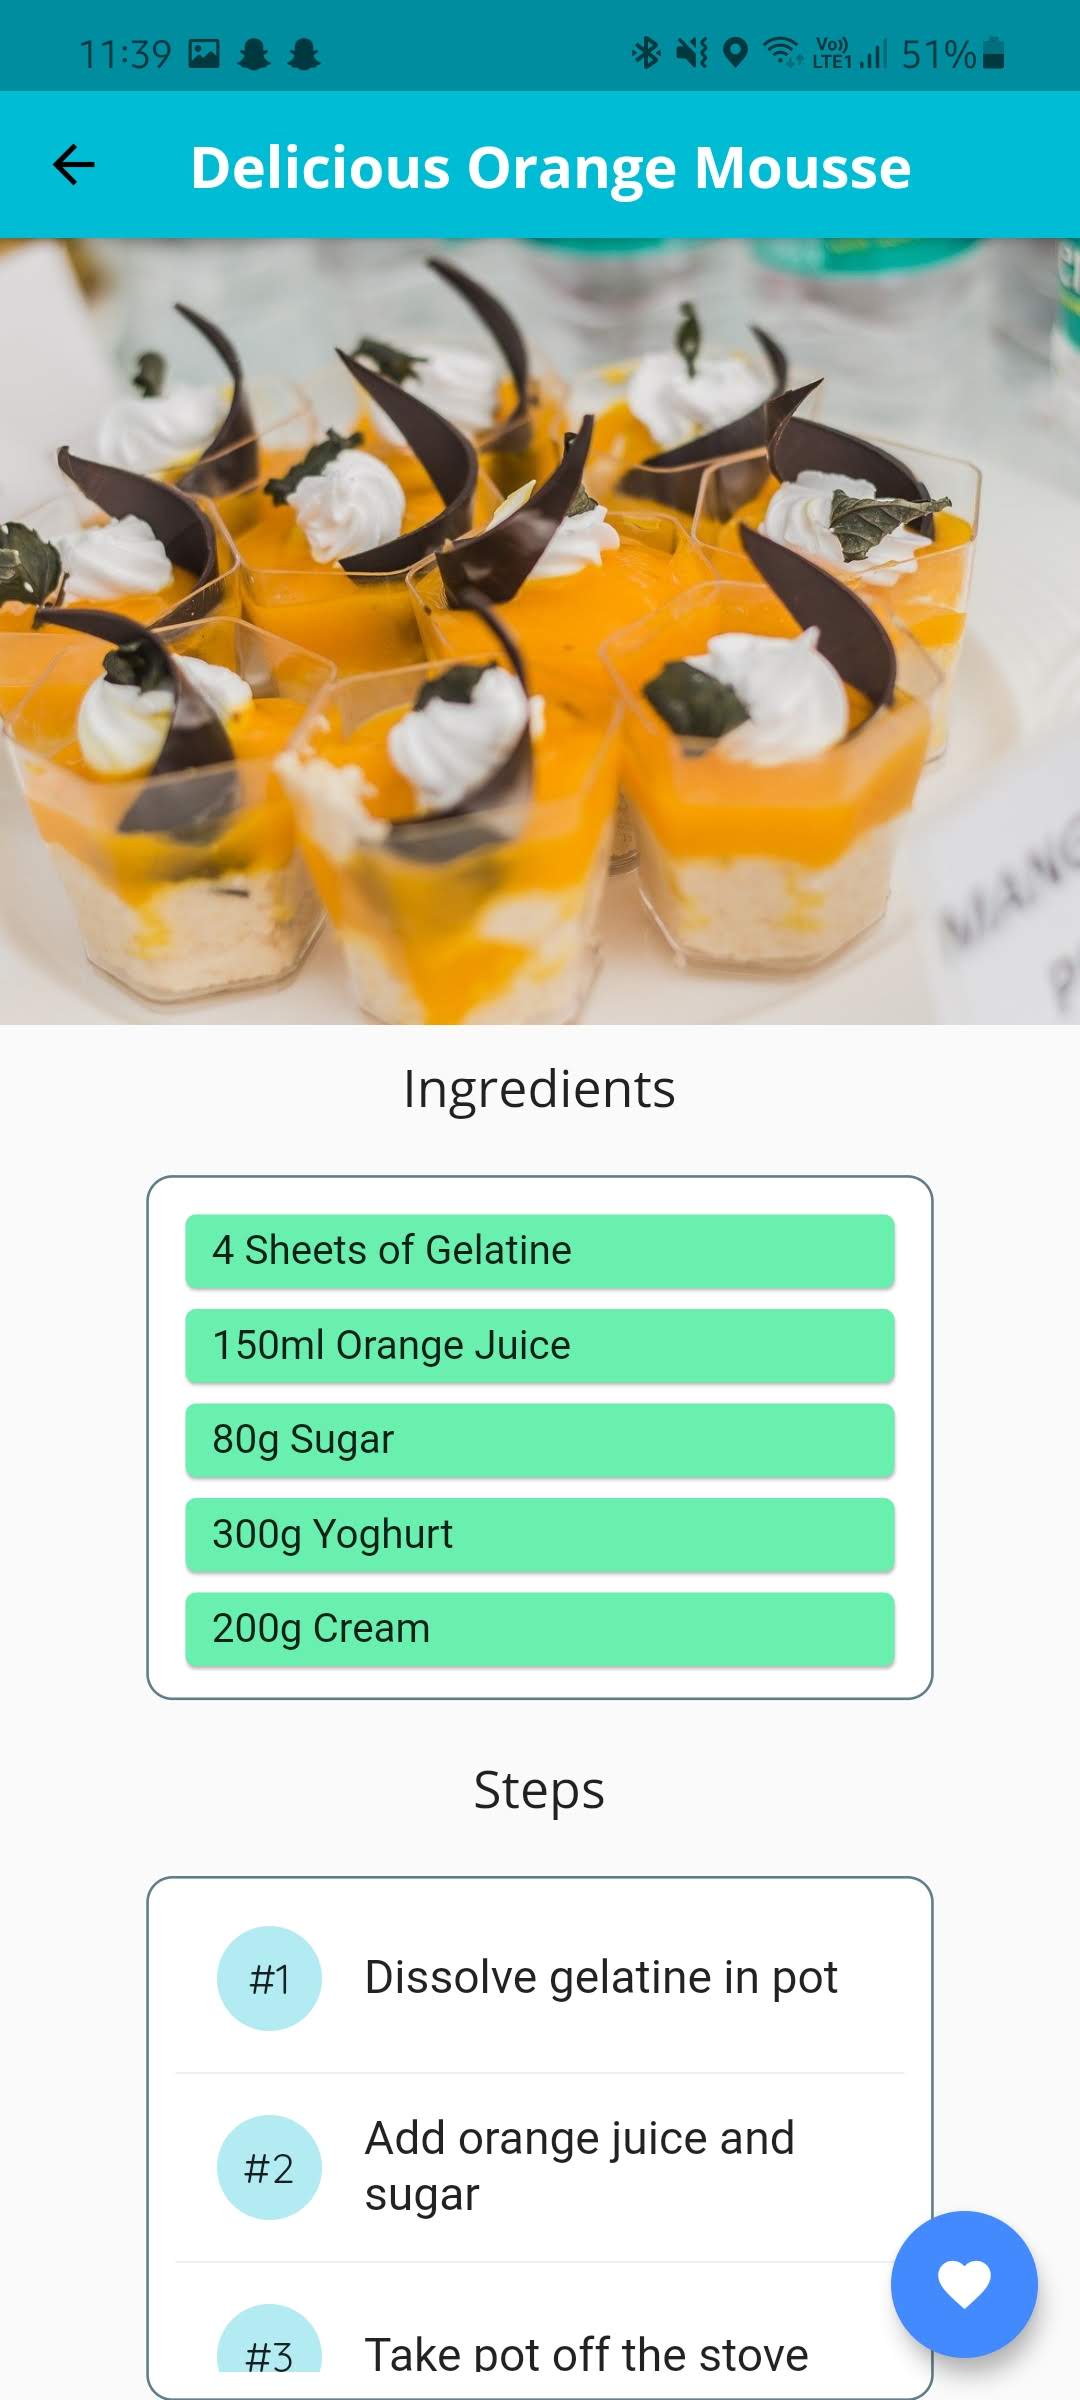 11:39
Vo)) LTE1 51%
Delicious Orange Mousse
MANG
P
Ingredients
4 Sheets of Gelatine
150ml Orange Juice
80g Sugar
300g Yoghurt
200g Cream
Steps
#1 Dissolve gelatine in pot
#2 Add orange juice and
sugar
#3 Take pot off the stove